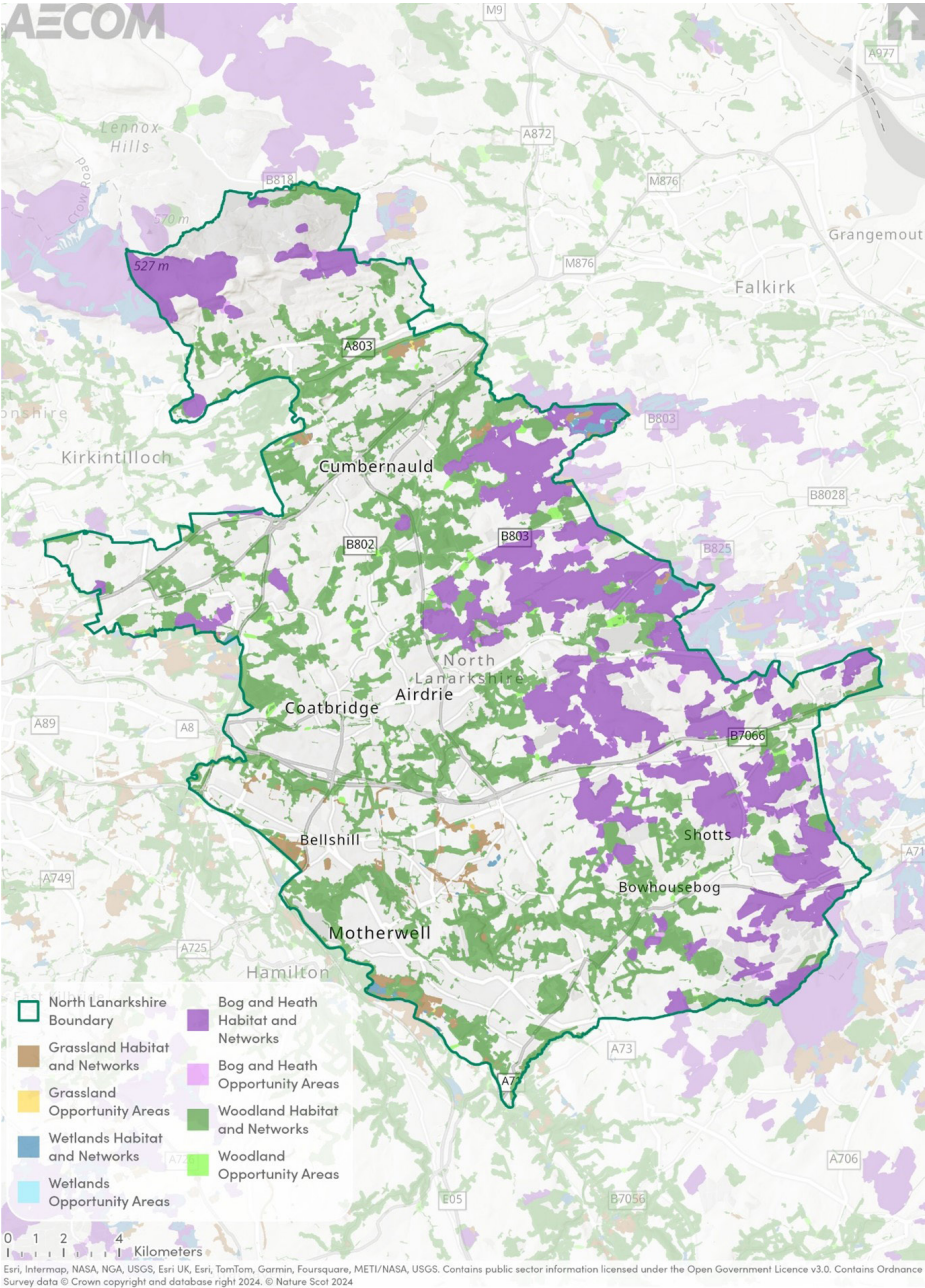 AECOM
M9
A977
Lennox
Hills
A872
Crow Road
B818
M876
570 m
Grangemout
M876
527 m
Falkirk
A803
onshire
B803
Kirkintilloch
Cumbernauld
B8028
B802
B803
B825
North
Lanarkshire
Airdrie
Coatbridge
A89
A8
B7066
Bellshill
Shotts
A71
A749
Bowhousebog
Motherwell
A725
Hamilton
A73
A7
A706
E05
B7056
North Lanarkshire
Boundary
Grassland Habitat
and Networks
Grassland
Opportunity Areas
Wetlands Habitat
and Networks
Wetlands
Opportunity Areas
Bog and Heath
Habitat and
Networks
Bog and Heath
Opportunity Areas
Woodland Habitat
and Networks
Woodland
Opportunity Areas
0 1 2 4
Kilometers
Esri, Intermap, NASA, NGA, USGS, Esri UK, Esri, TomTom, Garmin, Foursquare, METI/NASA, USGS. Contains public sector information licensed under the Open Government Licence v3.0. Contains Ordnance
Survey data © Crown copyright and database right 2024. © Nature Scot 2024